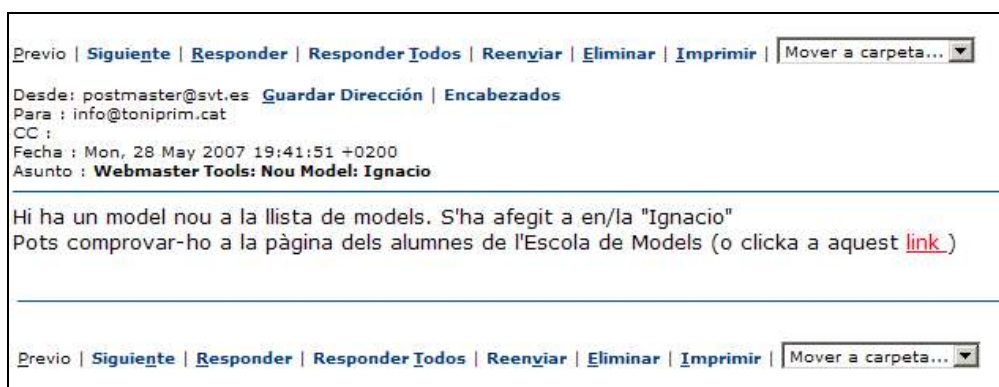 Previo | Siguiente | Responder | Responder Todos | Reenviar | Eliminar | Imprimir | Mover a carpeta...
Desde: postmaster@svt.es Guardar Dirección | Encabezados
Para : info@toniprim.cat
CC :
Fecha : Mon, 28 May 2007 19:41:51 +0200
Asunto : Webmaster Tools: Nou Model: Ignacio
Hi ha un model nou a la llista de models. S'ha afegit a en/la "Ignacio"
Pots comprovar-ho a la pàgina dels alumnes de l'Escola de Models (o clicka a aquest link )
Previo | Siguiente | Responder | Responder Todos | Reenviar | Eliminar | Imprimir | Mover a carpeta...